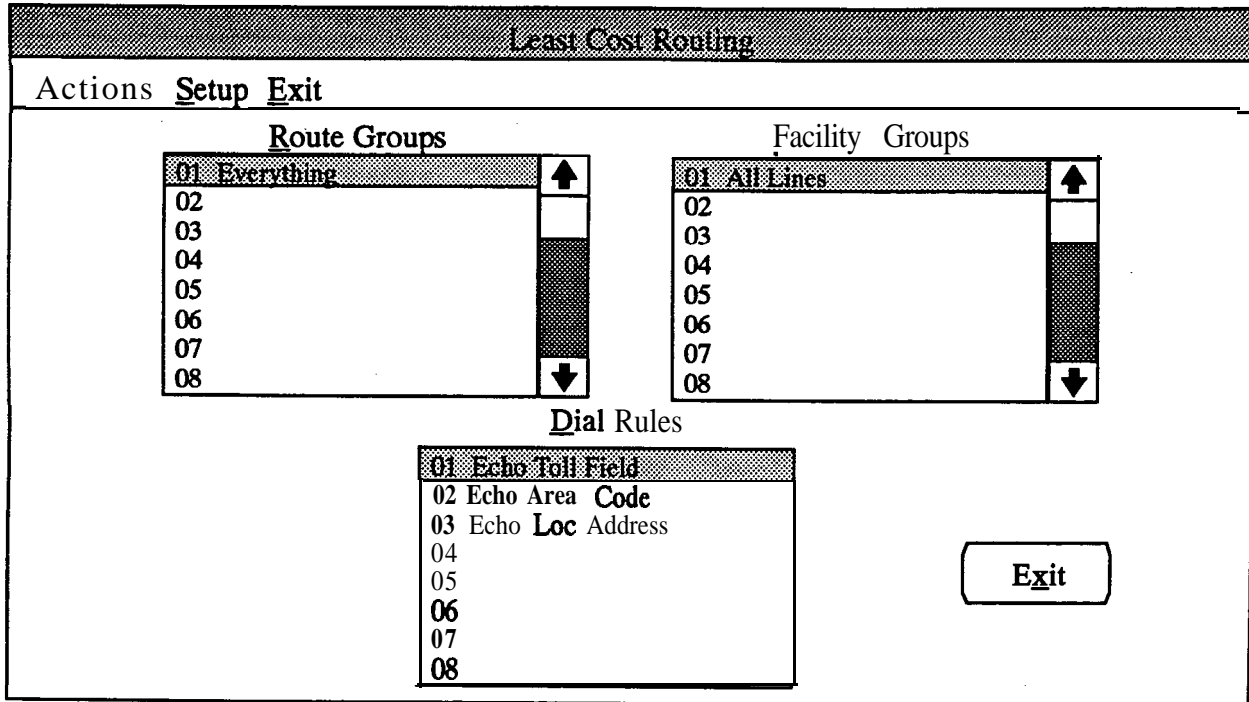 Least Cost Routing
Actions Setup Exit
Route Groups
01 Everything
02
03
04
05
06
07
08
Facility Groups
01 All Lines
02
03
04
05
06
07
08
Dial Rules
01 Echo Toll Field
02 Echo Area Code
03 Echo Loc Address
04
05
06
07
08
Exit